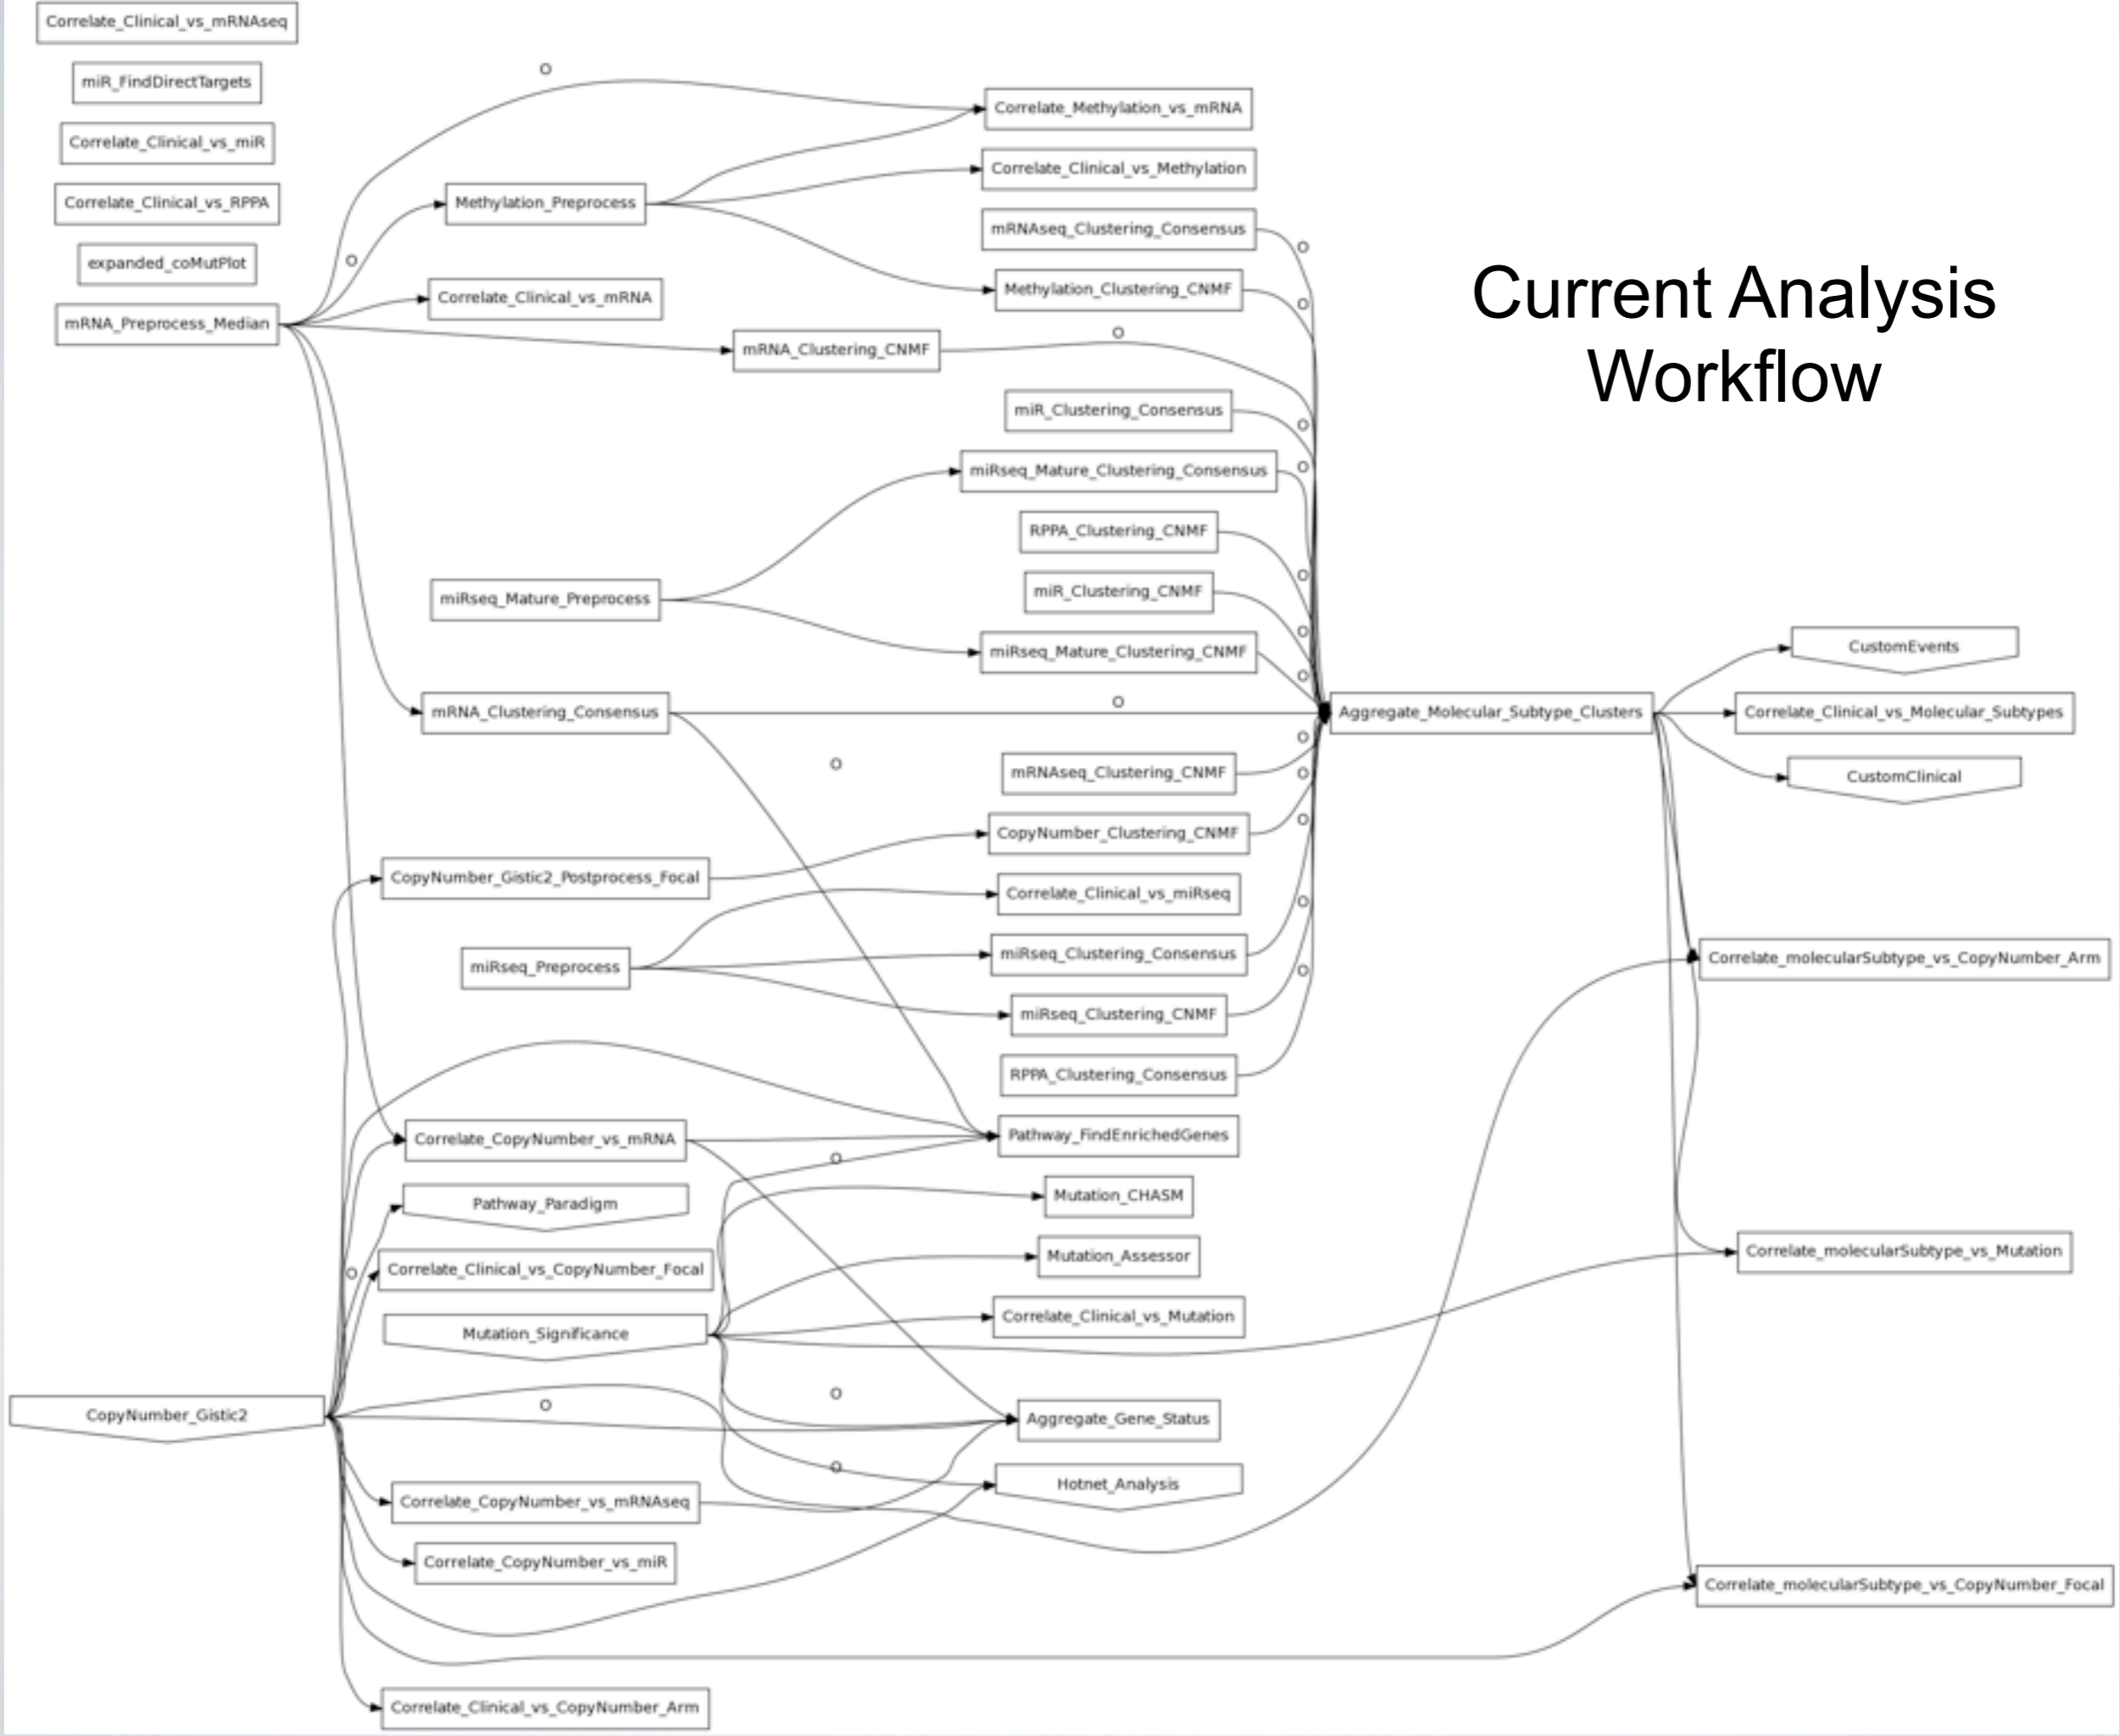 Correlate_Clinical_vs_mRNAseq
miR_FindDirectTargets
Correlate_Clinical_vs_miR
Correlate_Clinical_vs_RPPA
expanded_coMutPlot
mRNA_Preprocess_Median
CopyNumber_Gistic2
O
O
O
O
Methylation_Preprocess
Correlate_Clinical_vs_mRNA
mRNA_Clustering_CNMF
miRseq_Mature_Preprocess
mRNA_Clustering_Consensus
CopyNumber_Gistic2_Postprocess_Focal
miRseq_Preprocess
Correlate_CopyNumber_vs_mRNA
Pathway_Paradigm
Correlate_Clinical_vs_CopyNumber_Focal
Mutation_Significance
Correlate_CopyNumber_vs_mRNAseq
Correlate_CopyNumber_vs_miR
Correlate_Clinical_vs_CopyNumber_Arm
O
O
O
O
Correlate_Methylation_vs_mRNA
Correlate_Clinical_vs_Methylation
mRNAseq_Clustering_Consensus
Methylation_Clustering_CNMF
O
miR_Clustering_Consensus
miRseq_Mature_Clustering_Consensus
RPPA_Clustering_CNMF
miR_Clustering_CNMF
miRseq_Mature_Clustering_CNMF
O
mRNAseq_Clustering_CNMF
CopyNumber_Clustering_CNMF
Correlate_Clinical_vs_miRseq
miRseq_Clustering_Consensus
miRseq_Clustering_CNMF
RPPA_Clustering_Consensus
Pathway_FindEnrichedGenes
Mutation_CHASM
Mutation_Assessor
Correlate_Clinical_vs_Mutation
Aggregate_Gene_Status
Hotnet_Analysis
O
O
O
O
O
O
O
O
O
O
O
O
Current Analysis
Workflow
Aggregate_Molecular_Subtype_Clusters
CustomEvents
Correlate_Clinical_vs_Molecular_Subtypes
CustomClinical
Correlate_molecularSubtype_vs_CopyNumber_Arm
Correlate_molecularSubtype_vs_Mutation
Correlate_molecularSubtype_vs_CopyNumber_Focal